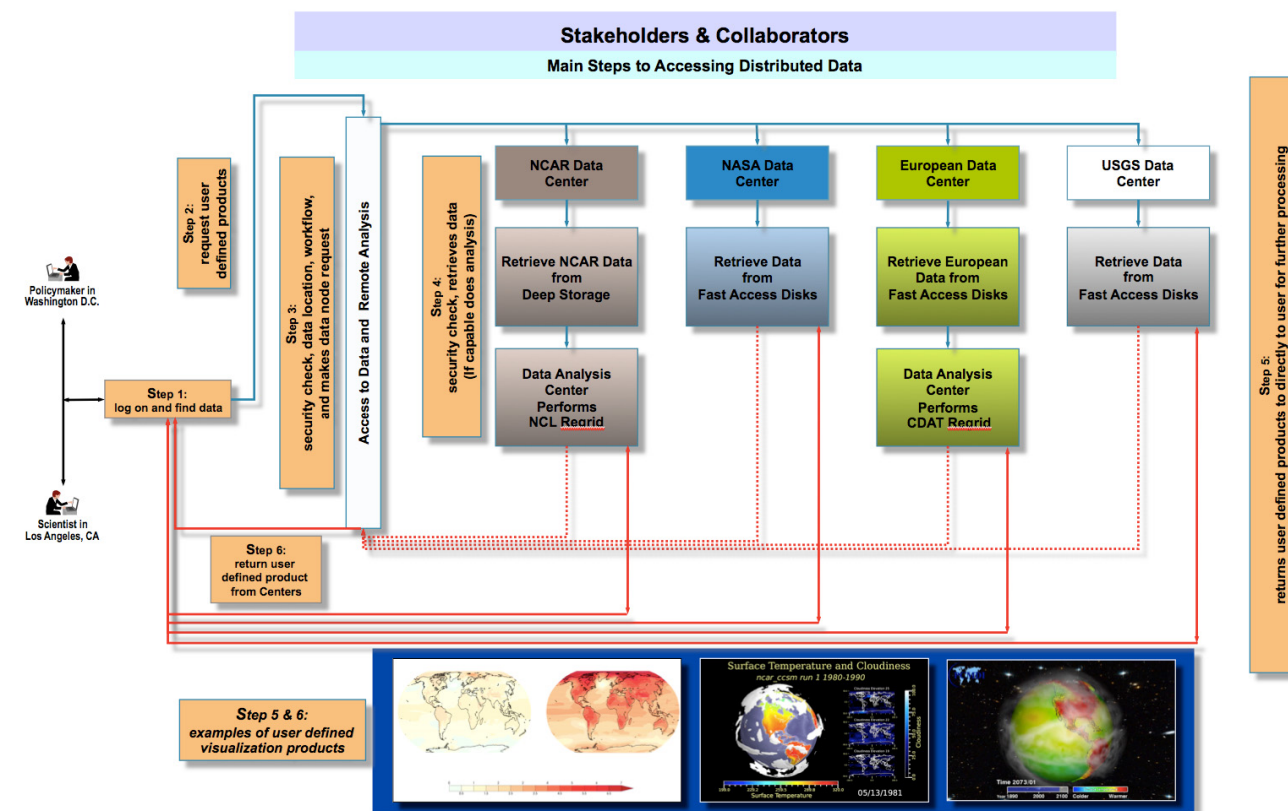 Stakeholders & Collaborators
Main Steps to Accessing Distributed Data
Policymaker in
Washington D.C.
Scientist in
Los Angeles, CA
Step 1:
log on and find data
Step 2:
request user
defined products
Step 3:
security check, data location, workflow,
and makes data node request
Access to Data and Remote Analysis
Step 4:
security check, retrieves data
(If capable does analysis)
NCAR Data
Center
Retrieve NCAR Data
from
Deep Storage
Data Analysis
Center
Performs
NCL Regrid
NASA Data
Center
Retrieve Data
from
Fast Access Disks
European Data
Center
Retrieve European
Data from
Fast Access Disks
Data Analysis
Center
Performs
CDAT Regrid
USGS Data
Center
Retrieve Data
from
Fast Access Disks
Step 5:
returns user defined products to directly to user for further processing
Step 6:
return user
defined product
from Centers
Step 5 & 6:
examples of user defined
visualization products
Surface Temperature and Cloudiness
ncar_ccsm run 1 1980-1990
Cloudiness
Surface Temperature
05/13/1981
Time 2073/01
2000 2100
Colder Warmer